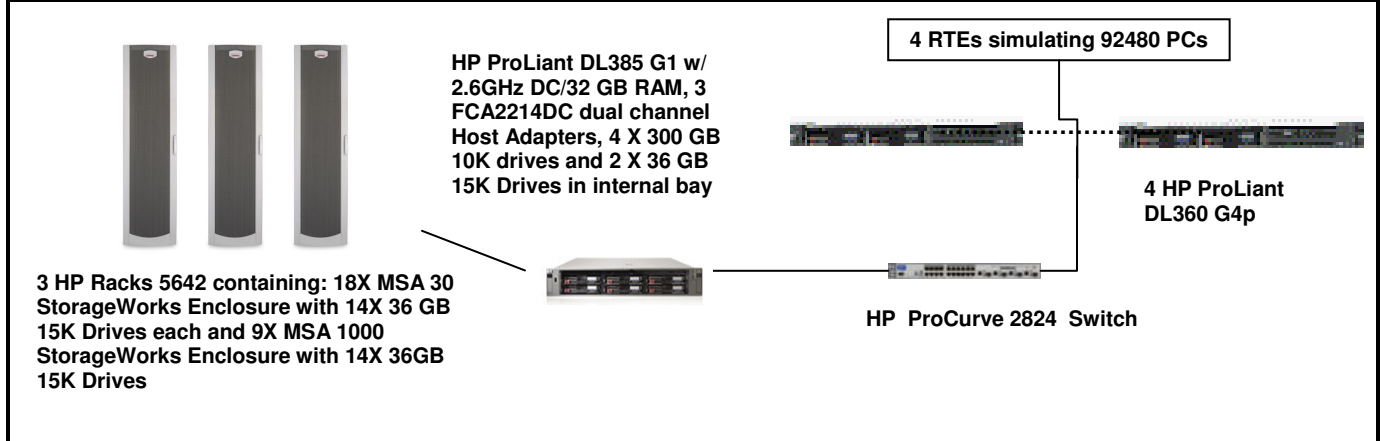 4 RTEs simulating 92480 PCs
HP ProLiant DL385 G1 w/
2.6GHz DC/32 GB RAM, 3
FCA2214DC dual channel
Host Adapters, 4 X 300 GB
10K drives and 2 X 36 GB
15K Drives in internal bay
4 HP ProLiant
DL360 G4p
3 HP Racks 5642 containing: 18X MSA 30
StorageWorks Enclosure with 14X 36 GB
15K Drives each and 9X MSA 1000
StorageWorks Enclosure with 14X 36GB
15K Drives
HP ProCurve 2824 Switch